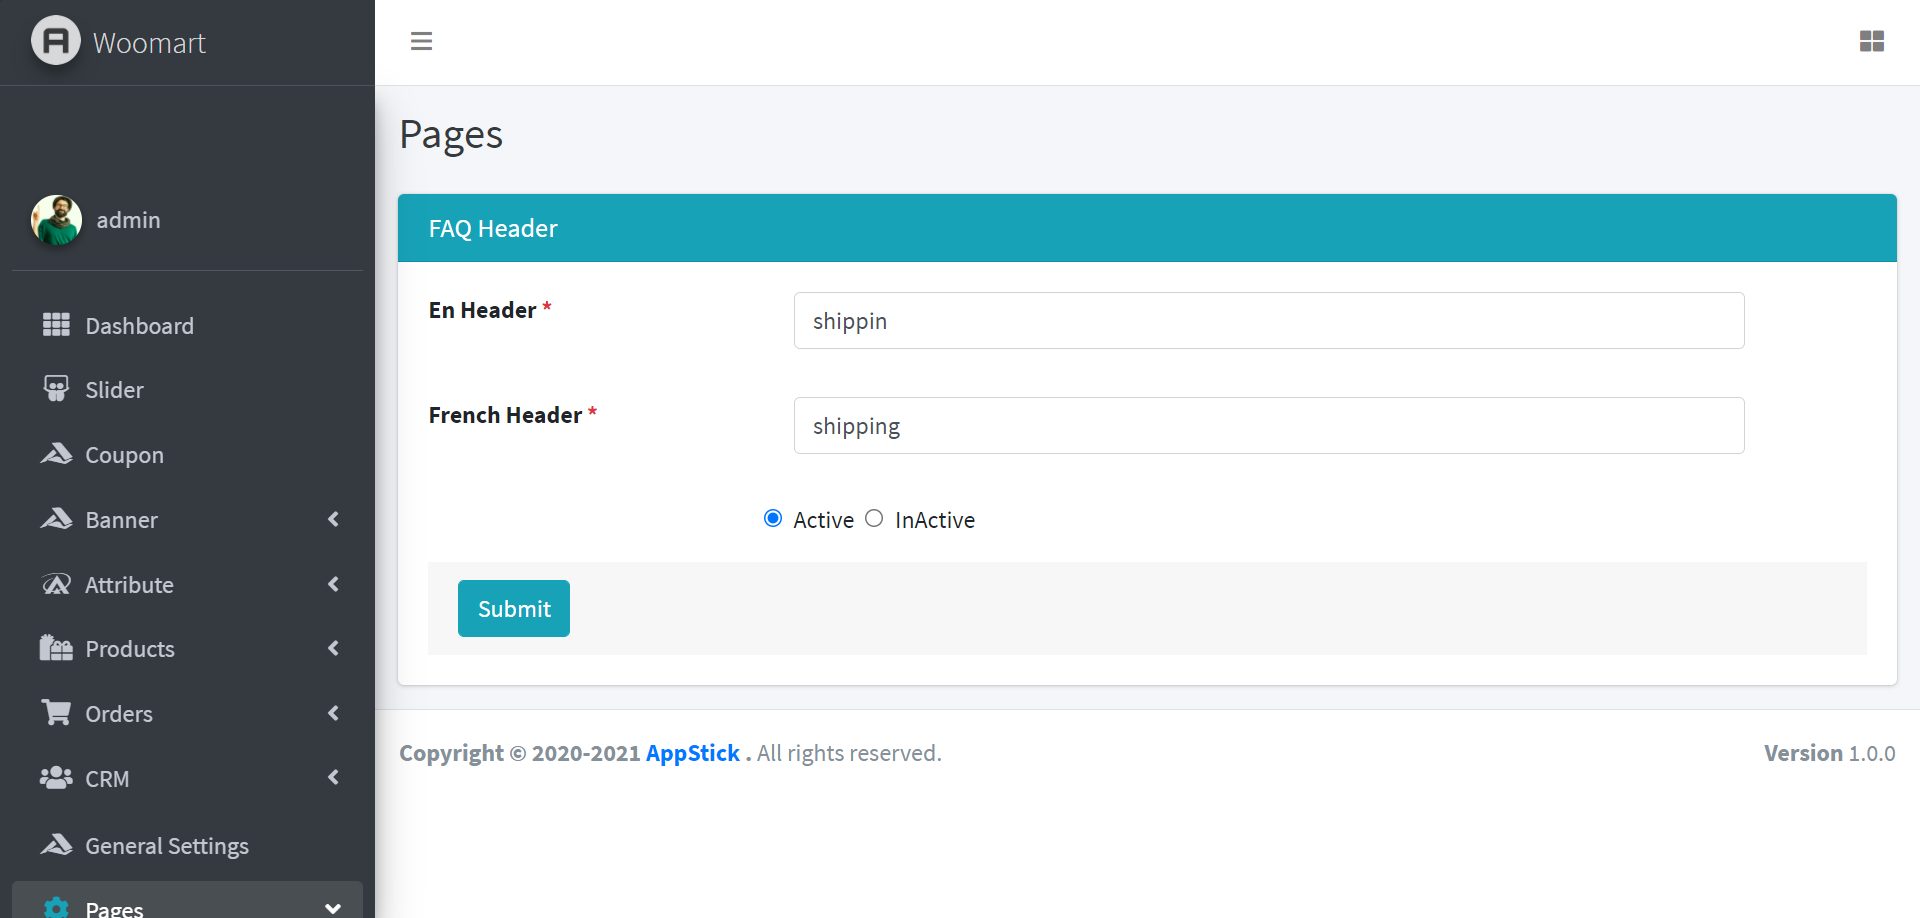 Woomart
admin
Dashboard
Slider
Coupon
Banner
Attribute
Products
Orders
CRM
General Settings
Pages
Pages
FAQ Header
En Header *
shippin
French Header *
shipping
Active InActive
Submit
Copyright © 2020-2021 AppStick . All rights reserved.
Version 1.0.0